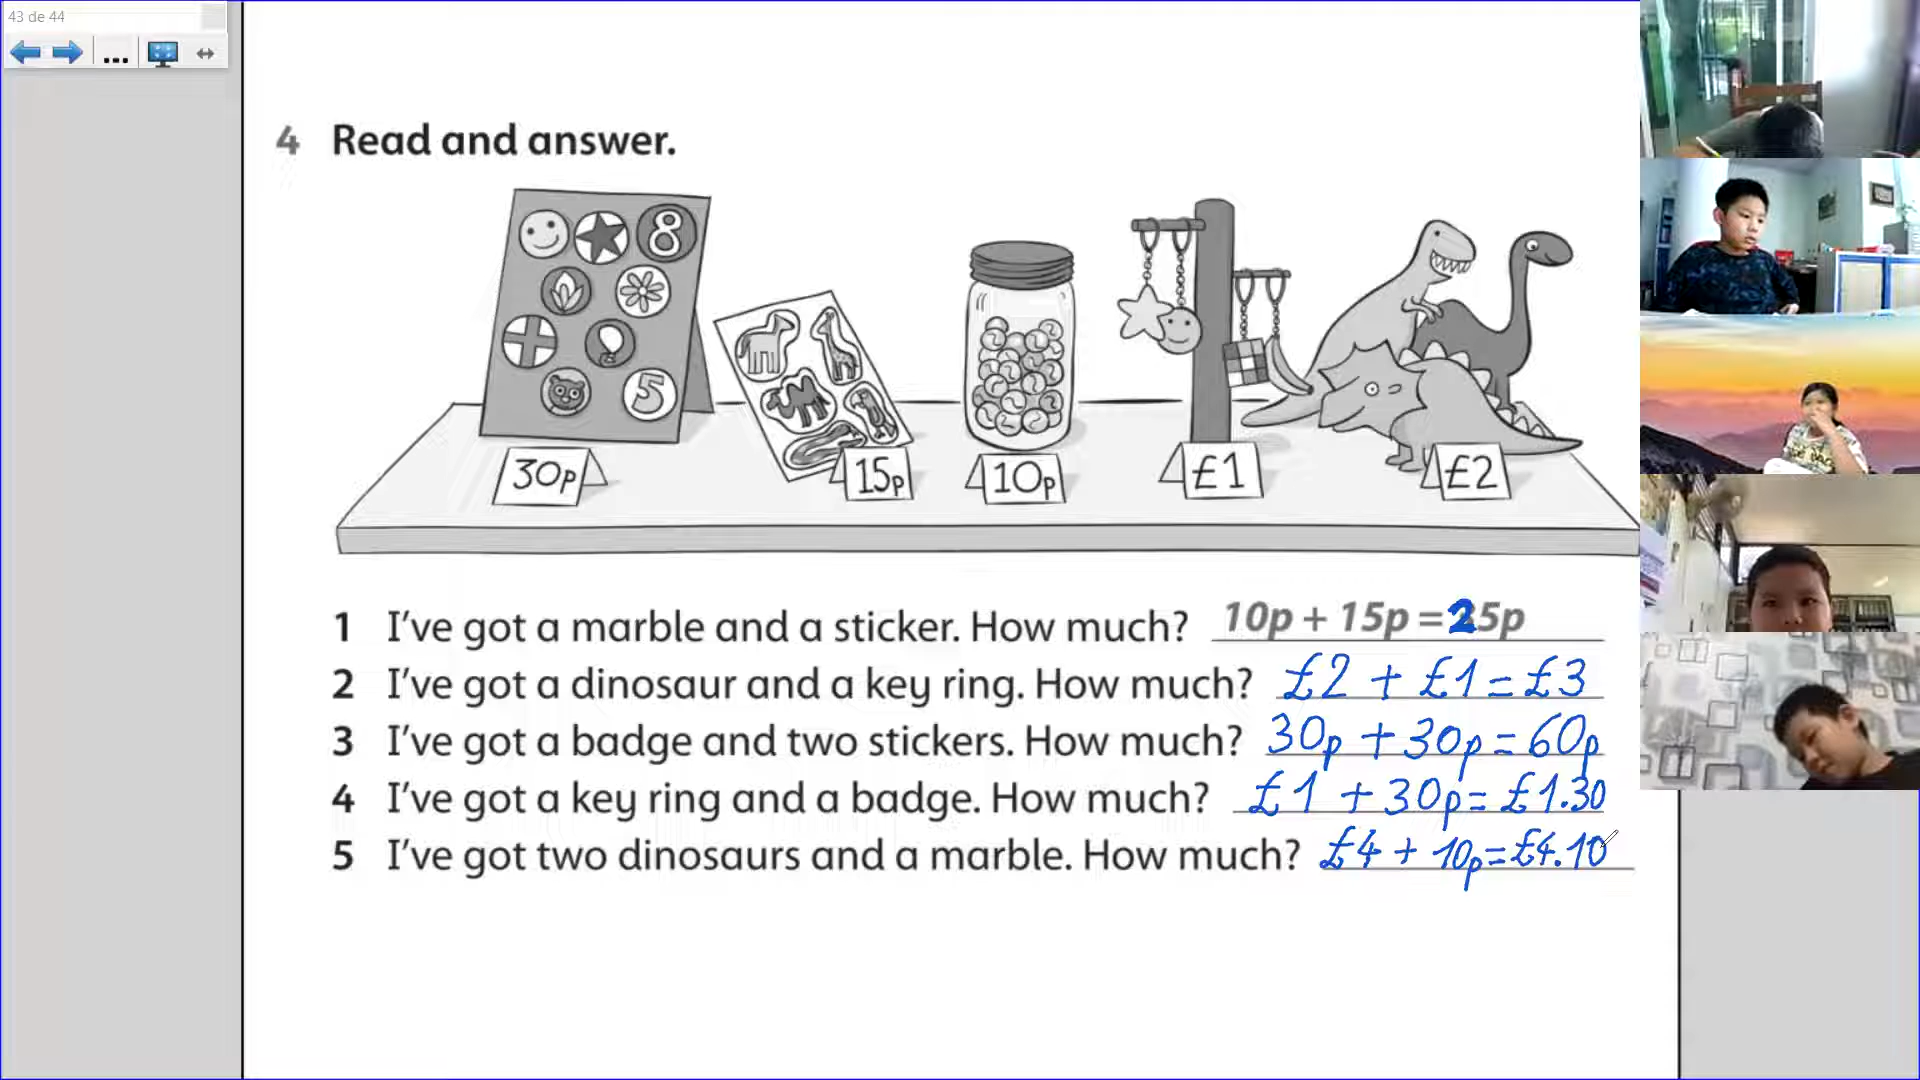 43 de 44
...
4 Read and answer.
8
5
30p 15p 10p £1 £2
1 I've got a marble and a sticker. How much? 10p + 15p = 25p
2 I've got a dinosaur and a key ring. How much? £2 + £1 = £3
3 I've got a badge and two stickers. How much? 30p + 30p = 60p
4 I've got a key ring and a badge. How much? £1 + 30p = £1.30
5 I've got two dinosaurs and a marble. How much? £4 + 10p = £4.10